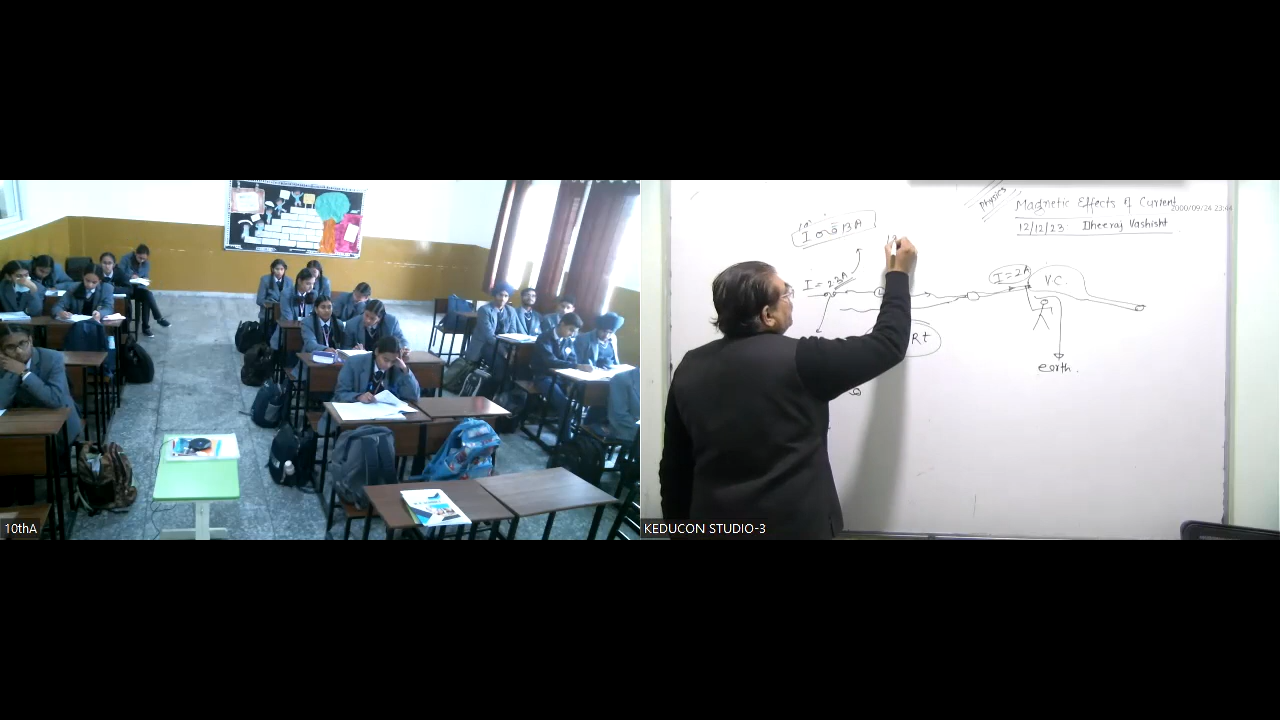 Physics
Magnetic Effects of Current
2000/09/24 23:44
12/12/23: Dheeraj Vashisht
I = 2A
V.C.
Rt
earth.
10thA
KEDUCON STUDIO-3